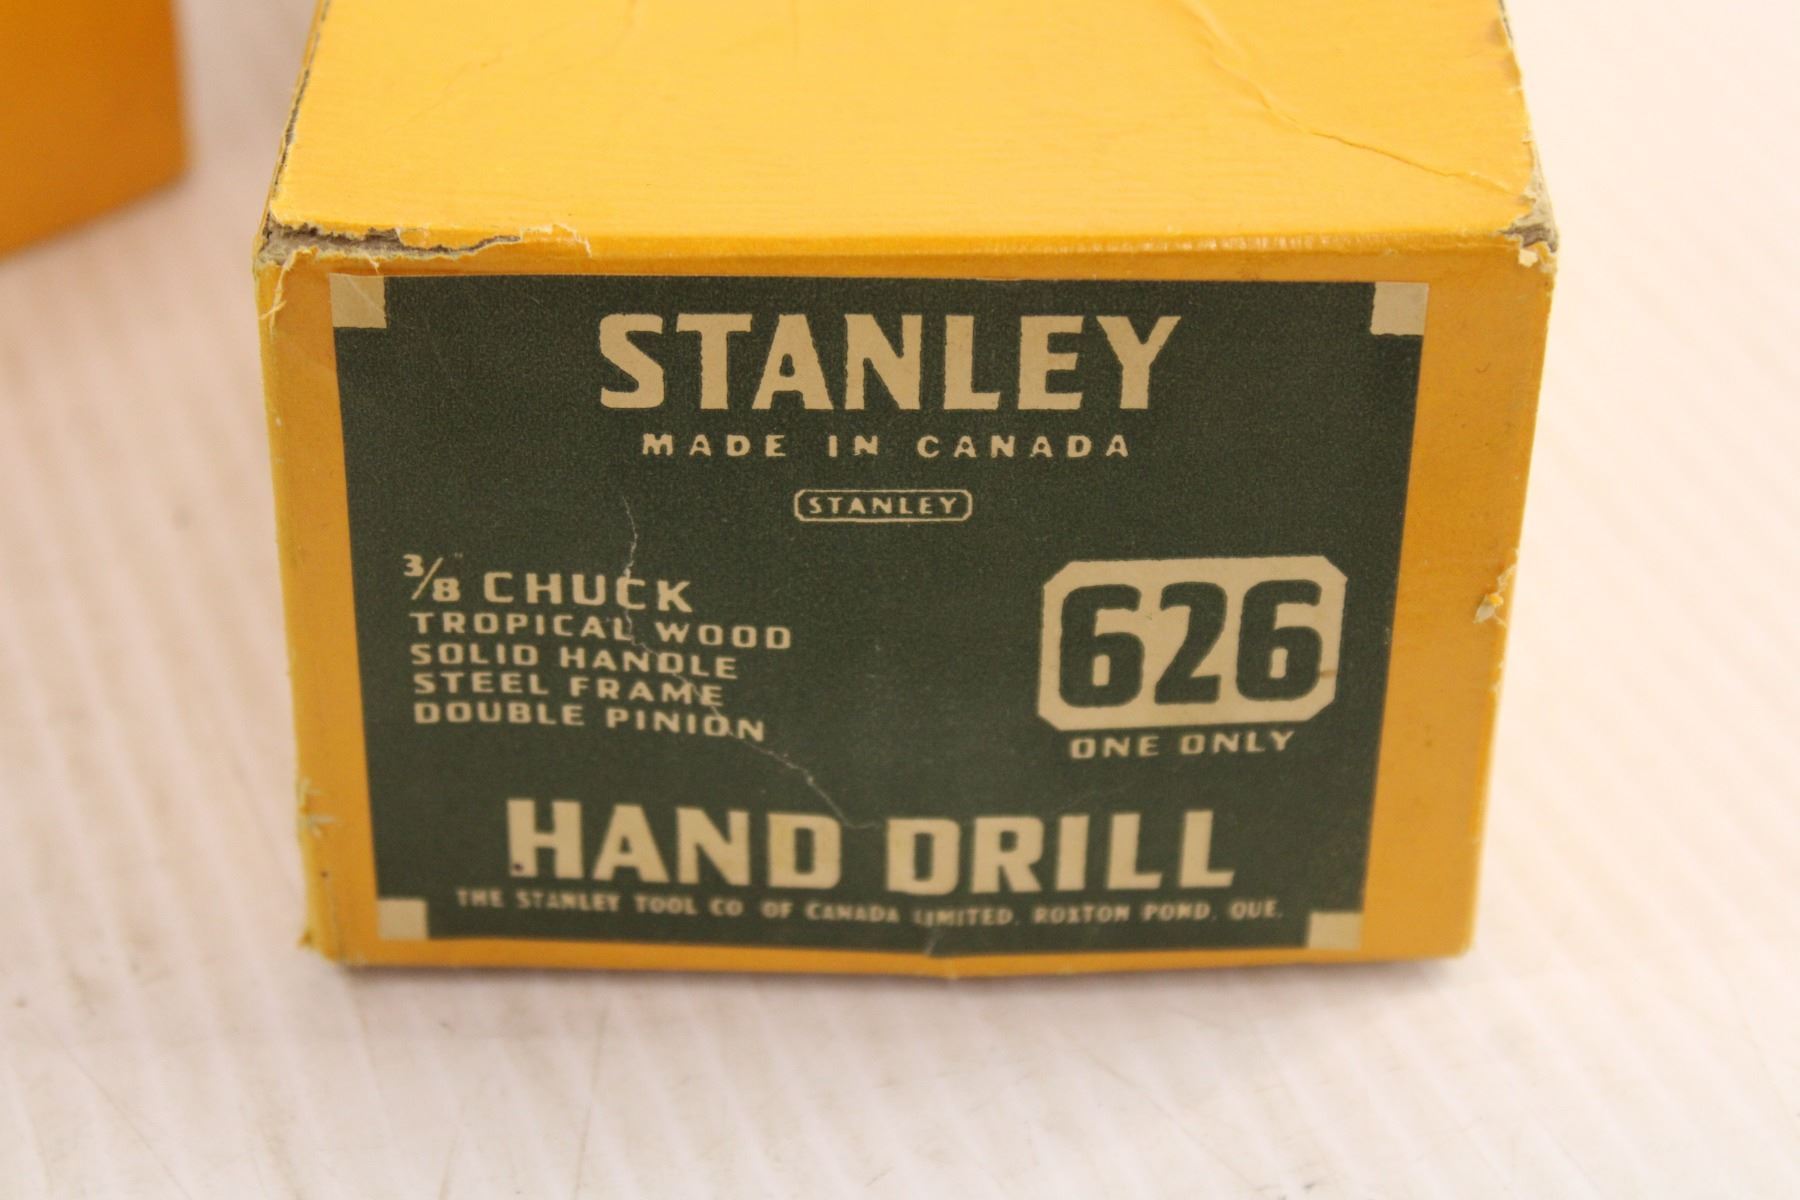 STANLEY
MADE IN CANADA
STANLEY
3/8" CHUCK
TROPICAL WOOD
SOLID HANDLE
STEEL FRAME
DOUBLE PINION
626
ONE ONLY
HAND DRILL
THE STANLEY TOOL CO OF CANADA LIMITED. ROXTON POND. QUE.